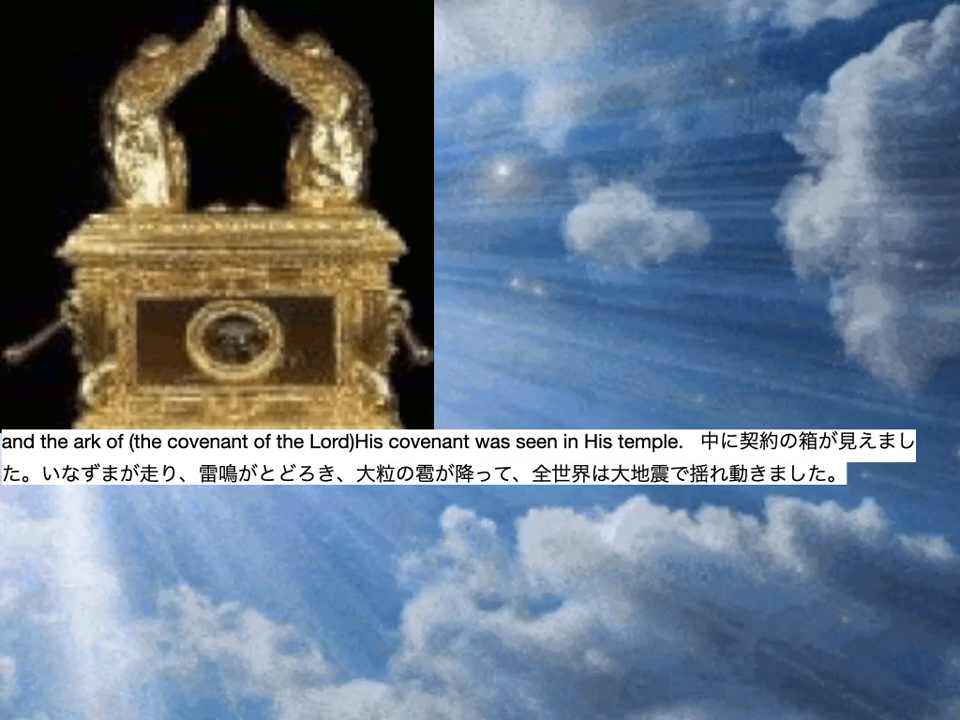 and the ark of (the covenant of the Lord)His covenant was seen in His temple. 中に契約の箱が見えまし
た。いなずまが走り、雷鳴がとどろき、大粒の雹が降って、全世界は大地震で揺れ動きました。